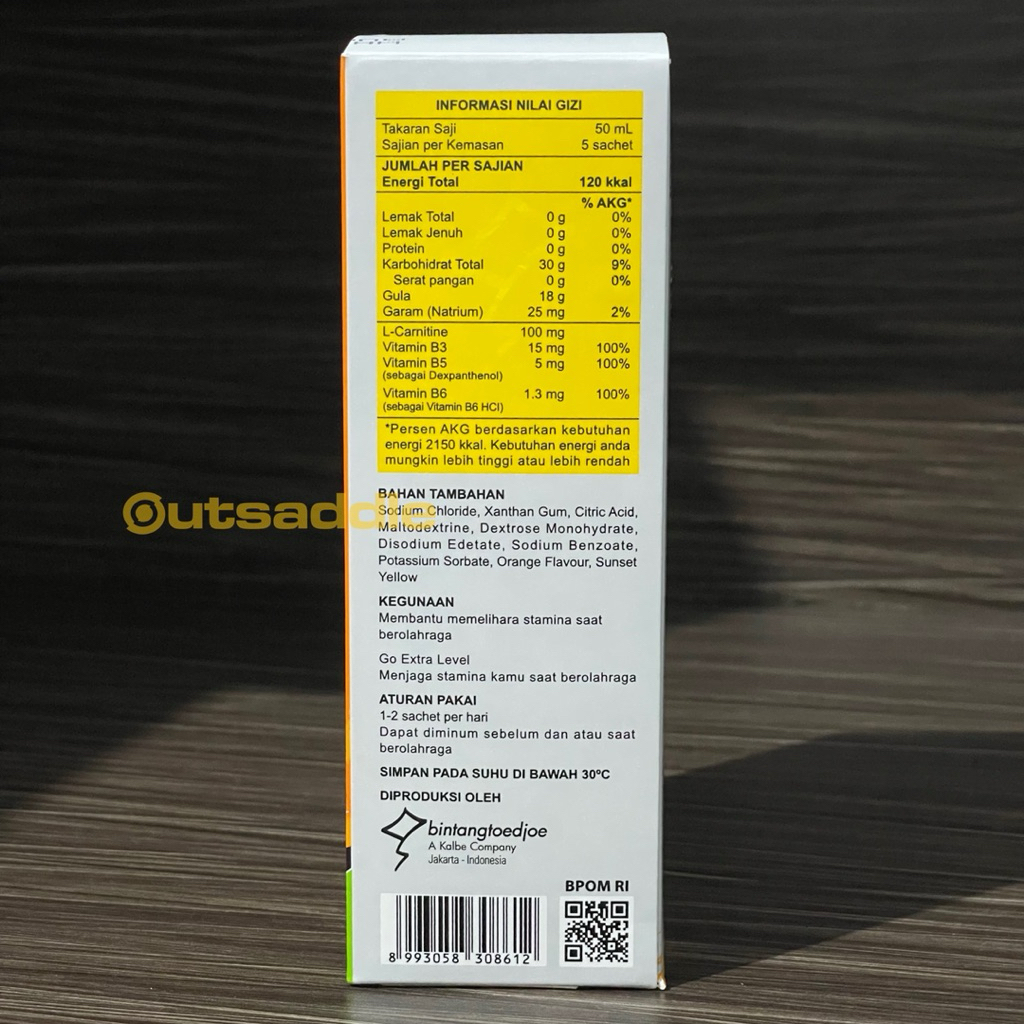 INFORMASI NILAI GIZI
Takaran Saji 50 mL
Sajian per Kemasan 5 sachet
JUMLAH PER SAJIAN
Energi Total 120 kkal
% AKG*
Lemak Total 0 g 0%
Lemak Jenuh 0 g 0%
Protein 0 g 0%
Karbohidrat Total 30 g 9%
Serat pangan 0 g 0%
Gula 18 g
Garam (Natrium) 25 mg 2%
L-Carnitine 100 mg
Vitamin B3 15 mg 100%
Vitamin B5 5 mg 100%
(sebagai Dexpanthenol)
Vitamin B6 1.3 mg 100%
(sebagai Vitamin B6 HCl)
*Persen AKG berdasarkan kebutuhan
energi 2150 kkal. Kebutuhan energi anda
mungkin lebih tinggi atau lebih rendah
BAHAN TAMBAHAN
Sodium Chloride, Xanthan Gum, Citric Acid,
Maltodextrine, Dextrose Monohydrate,
Disodium Edetate, Sodium Benzoate,
Potassium Sorbate, Orange Flavour, Sunset
Yellow
Outsaddle
KEGUNAAN
Membantu memelihara stamina saat
berolahraga
Go Extra Level
Menjaga stamina kamu saat berolahraga
ATURAN PAKAI
1-2 sachet per hari
Dapat diminum sebelum dan atau saat
berolahraga
SIMPAN PADA SUHU DI BAWAH 30ºC
DIPRODUKSI OLEH
bintangtoedjoe
A Kalbe Company
Jakarta - Indonesia
BPOM RI
8 993058 308612